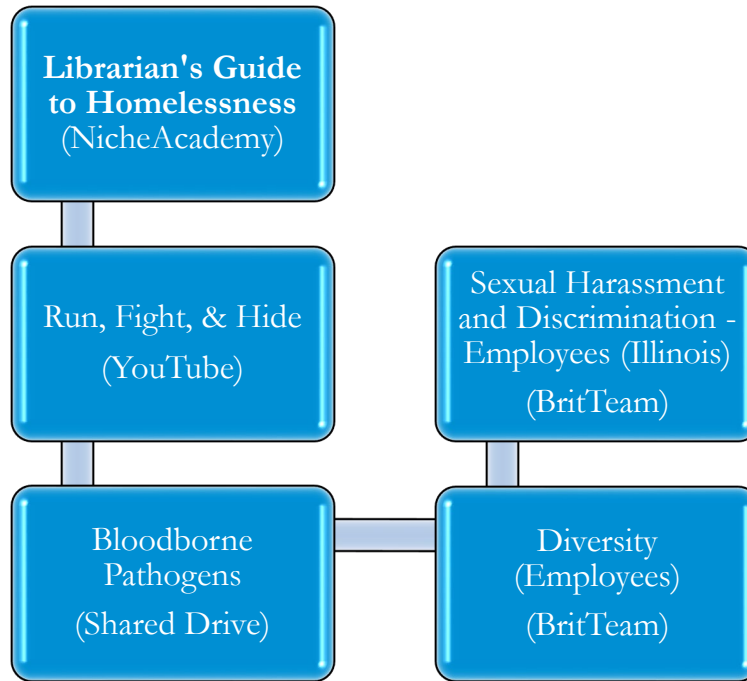 Librarian's Guide
to Homelessness
(NicheAcademy)
Run, Fight, & Hide
(YouTube)
Bloodborne
Pathogens
(Shared Drive)
Diversity
(Employees)
(BritTeam)
Sexual Harassment
and Discrimination -
Employees (Illinois)
(BritTeam)